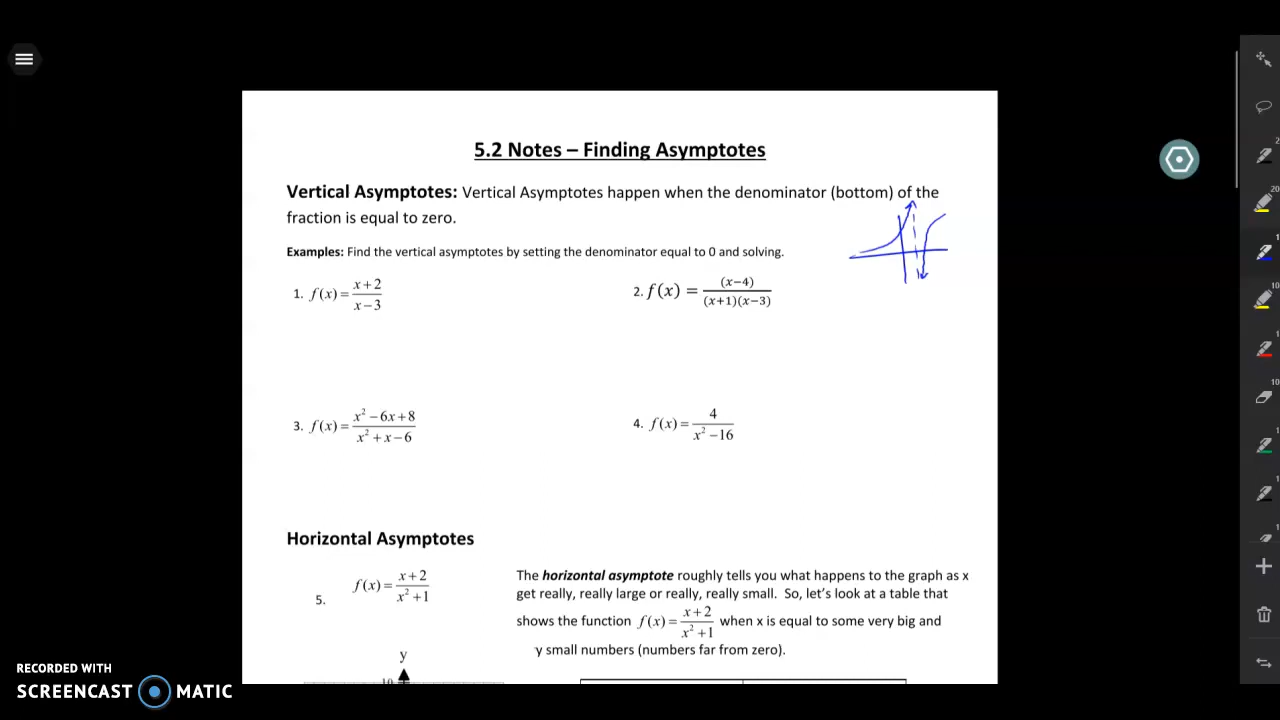 5.2 Notes – Finding Asymptotes
Vertical Asymptotes: Vertical Asymptotes happen when the denominator (bottom) of the
fraction is equal to zero.
Examples: Find the vertical asymptotes by setting the denominator equal to 0 and solving.
1. f(x) = (x+2)/(x−3)
2. f(x) = (x−4)/((x+1)(x−3))
3. f(x) = (x²−6x+8)/(x²+x−6)
4. f(x) = 4/(x²−16)
Horizontal Asymptotes
5. f(x) = (x+2)/(x²+1)
The horizontal asymptote roughly tells you what happens to the graph as x
get really, really large or really, really small. So, let's look at a table that
shows the function f(x) = (x+2)/(x²+1) when x is equal to some very big and
y small numbers (numbers far from zero).
y
10
RECORDED WITH
SCREENCAST MATIC